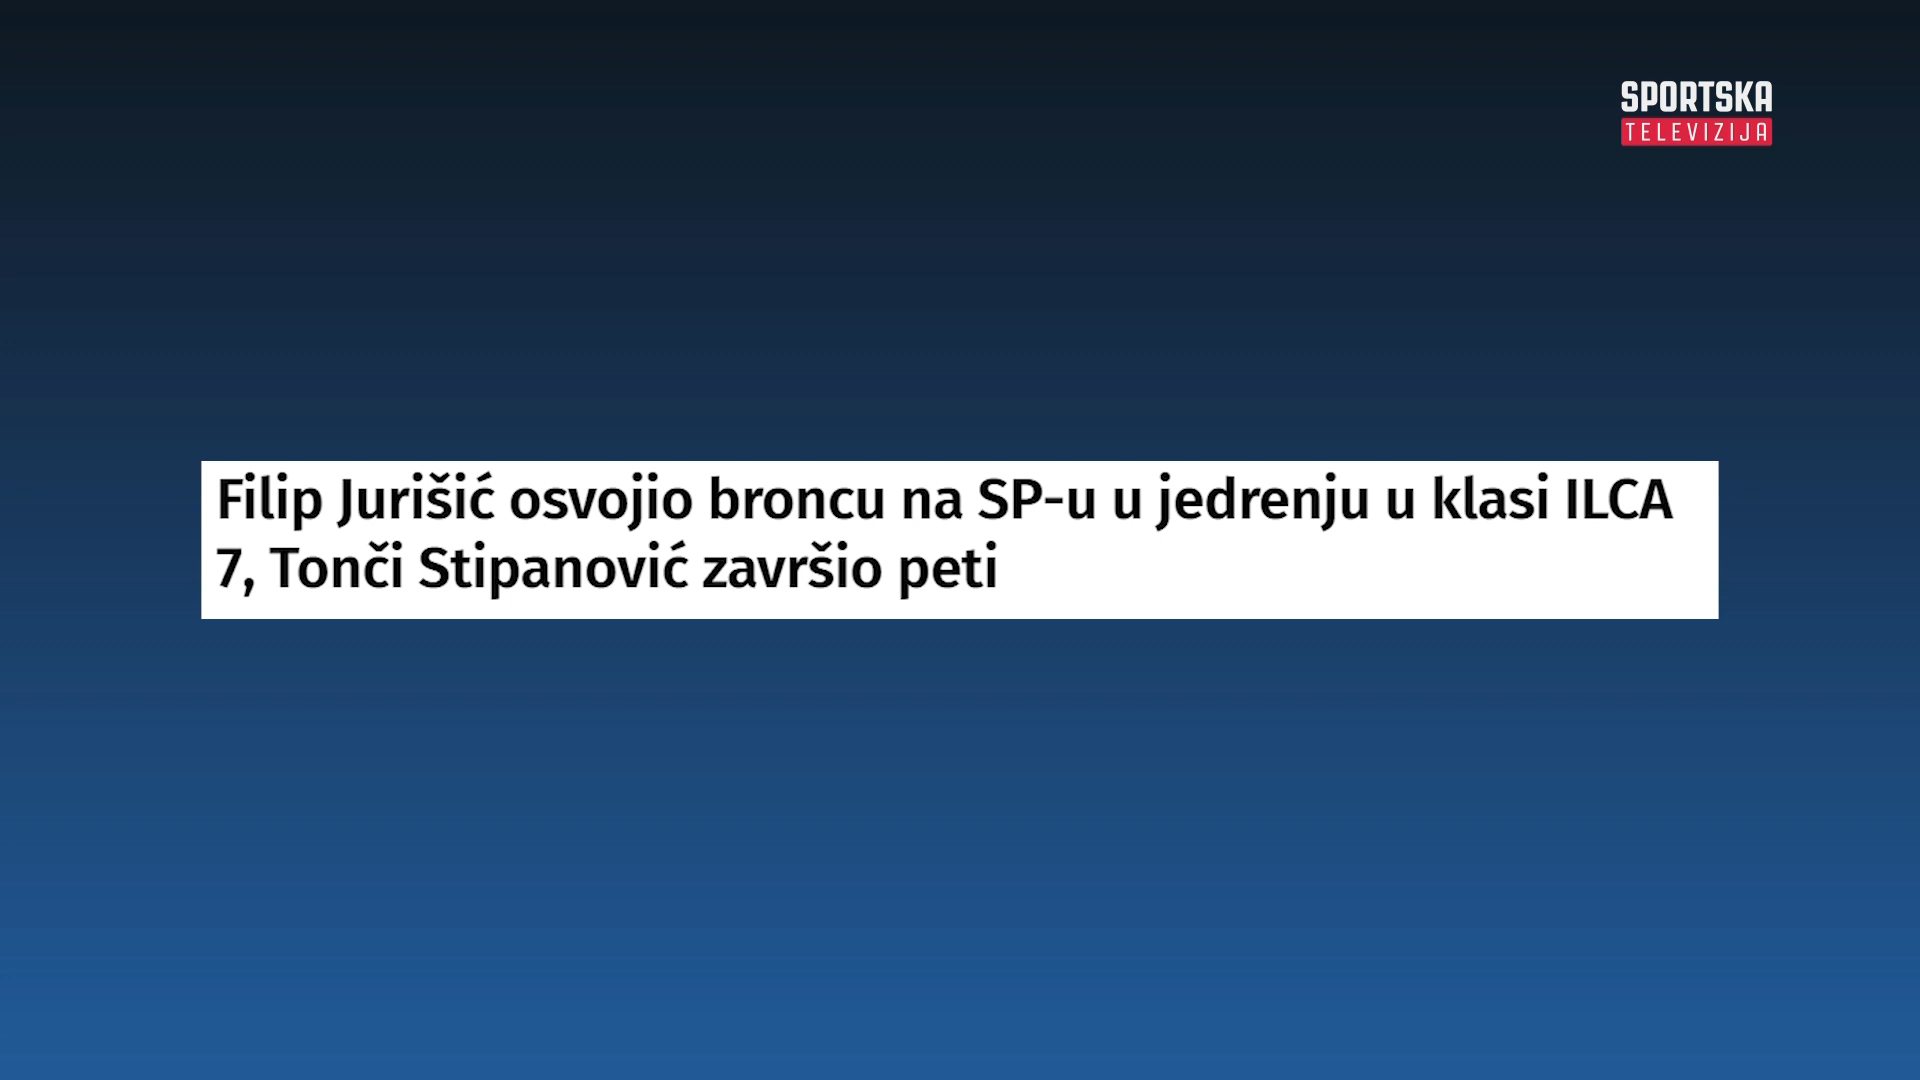 SPORTSKA
TELEVIZIJA
Filip Jurišić osvojio broncu na SP-u u jedrenju u klasi ILCA
7, Tonči Stipanović završio peti